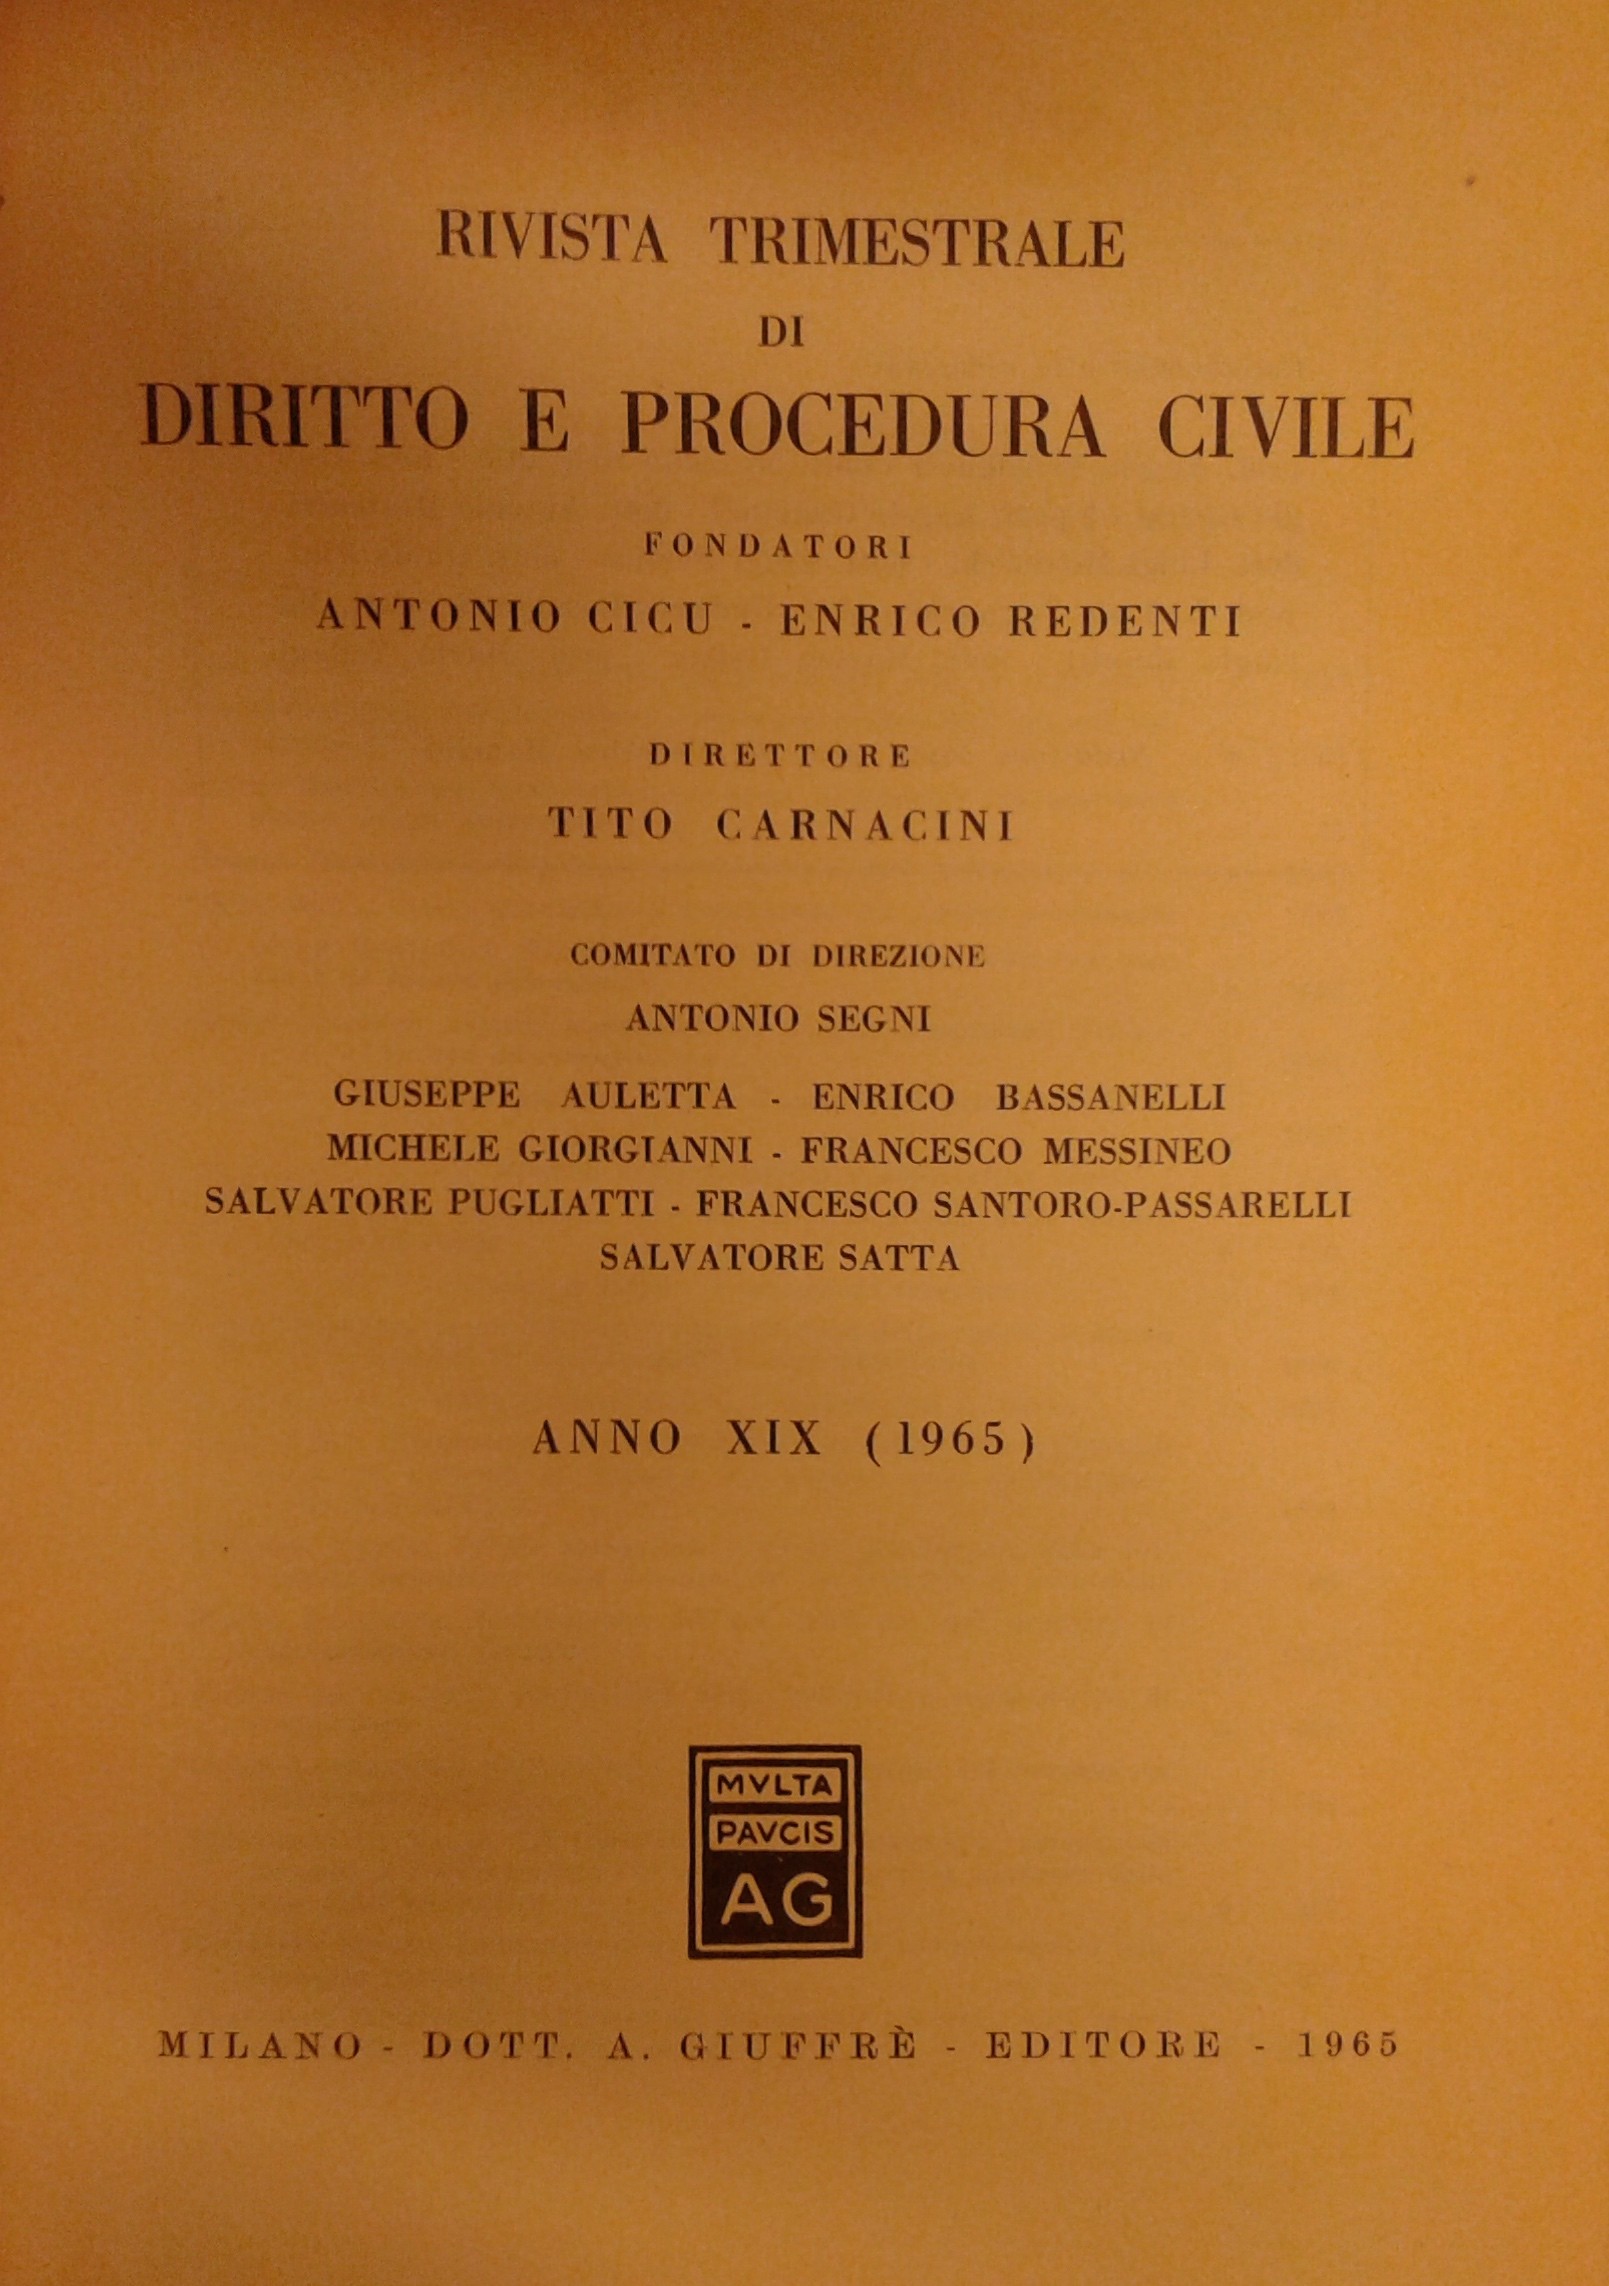 RIVISTA TRIMESTRALE
DI
DIRITTO E PROCEDURA CIVILE
FONDATORI
ANTONIO CICU - ENRICO REDENTI
DIRETTORE
TITO CARNACINI
COMITATO DI DIREZIONE
ANTONIO SEGNI
GIUSEPPE AULETTA - ENRICO BASSANELLI
MICHELE GIORGIANNI - FRANCESCO MESSINEO
SALVATORE PUGLIATTI - FRANCESCO SANTORO-PASSARELLI
SALVATORE SATTA
ANNO XIX (1965)
MVLTA
PAVCIS
AG
MILANO - DOTT. A. GIUFFRÈ - EDITORE - 1965